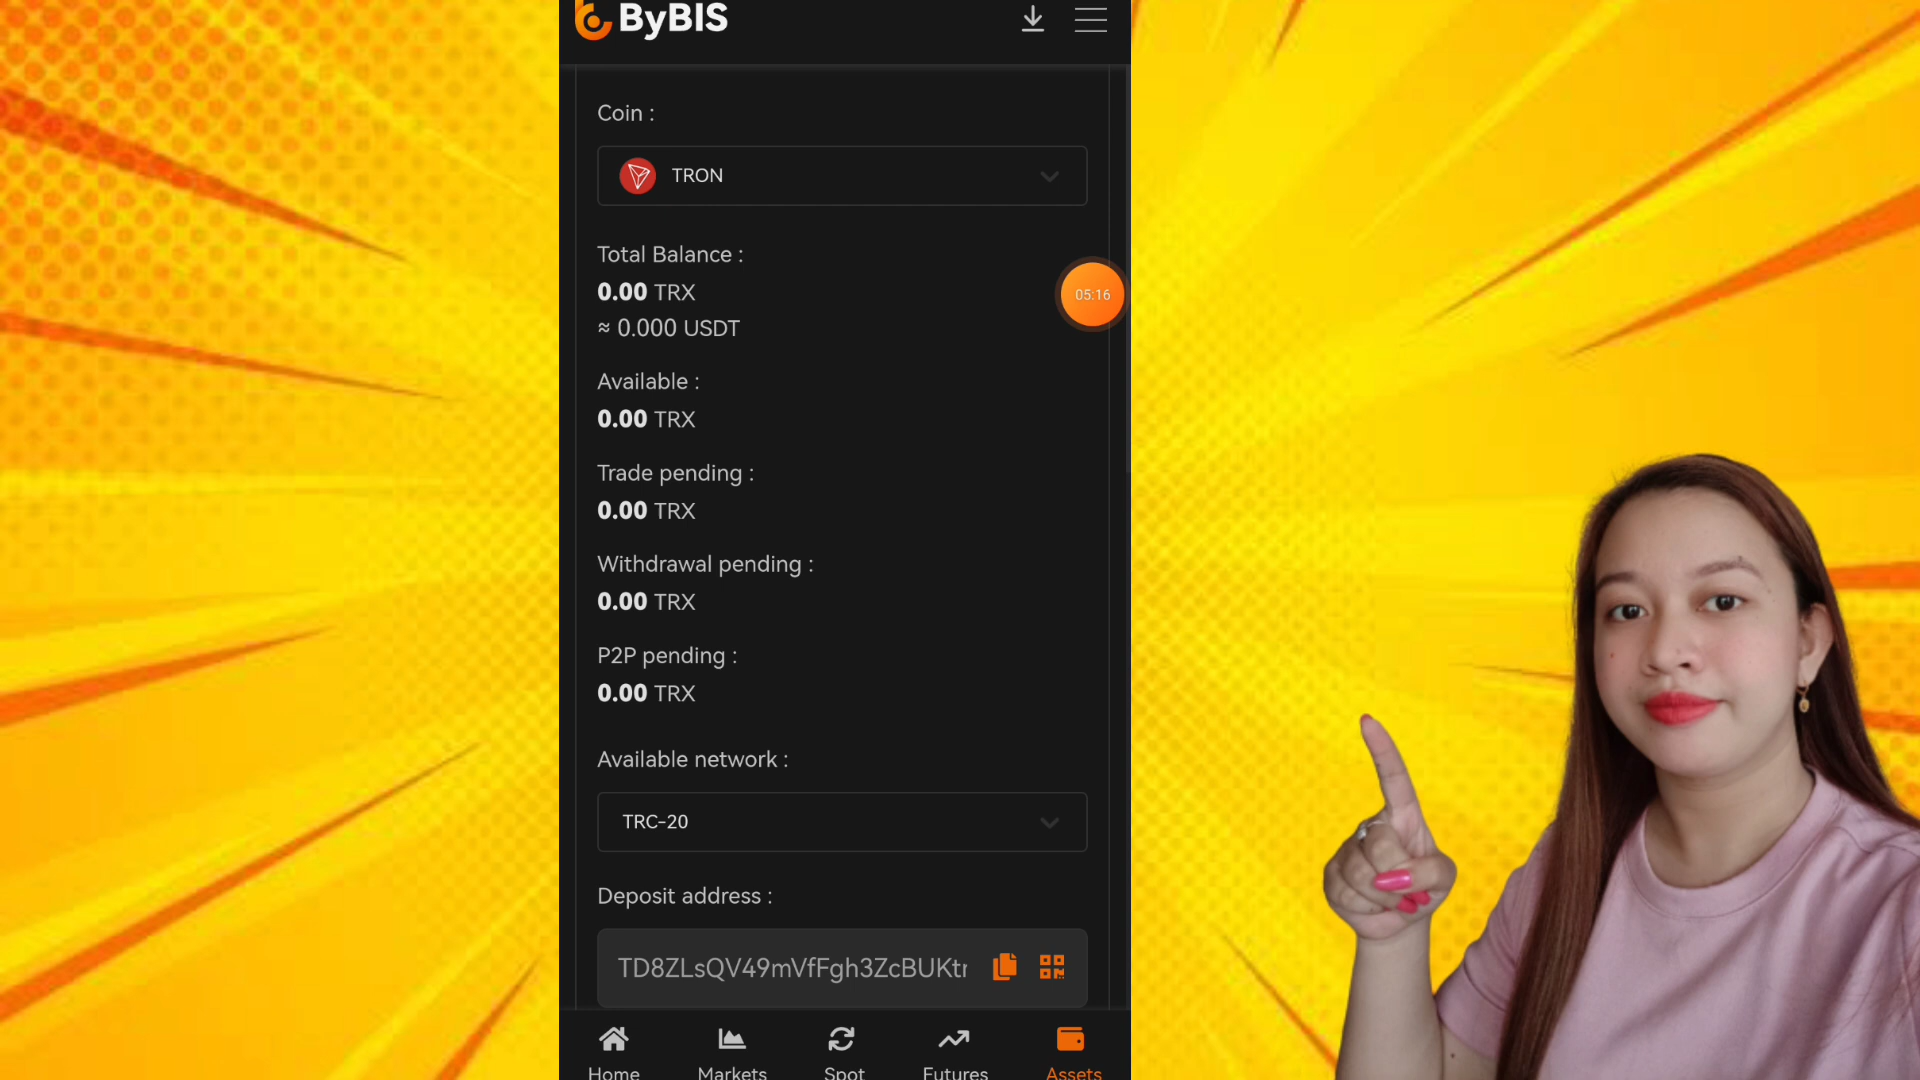 ByBIS
Coin :
TRON
Total Balance :
0.00 TRX
≈ 0.000 USDT
05:16
Available :
0.00 TRX
Trade pending :
0.00 TRX
Withdrawal pending :
0.00 TRX
P2P pending :
0.00 TRX
Available network :
TRC-20
Deposit address :
TD8ZLsQV49mVfFgh3ZcBUKtr
Home Markets Spot Futures Assets